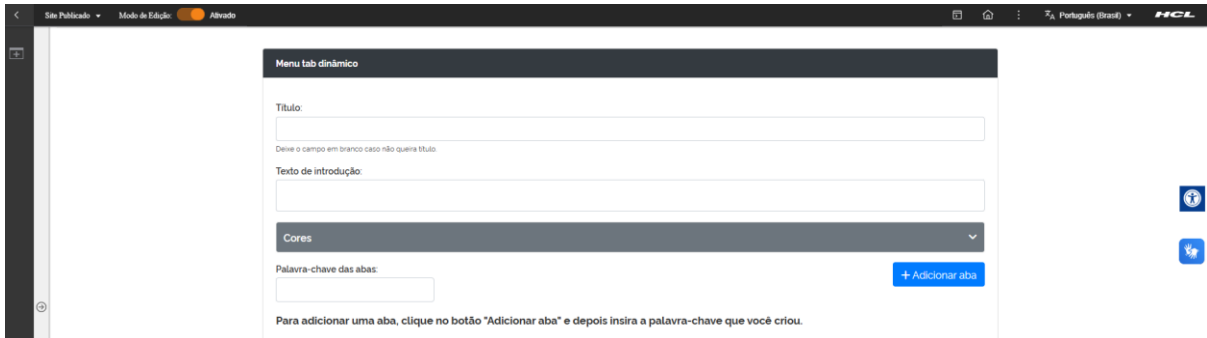 Site Publicado
Modo de Edição: Ativado
Português (Brasil)
HCL
Menu tab dinâmico
Título:
Deixe o campo em branco caso não queira título.
Texto de introdução:
Cores
Palavra-chave das abas:
+ Adicionar aba
Para adicionar uma aba, clique no botão "Adicionar aba" e depois insira a palavra-chave que você criou.